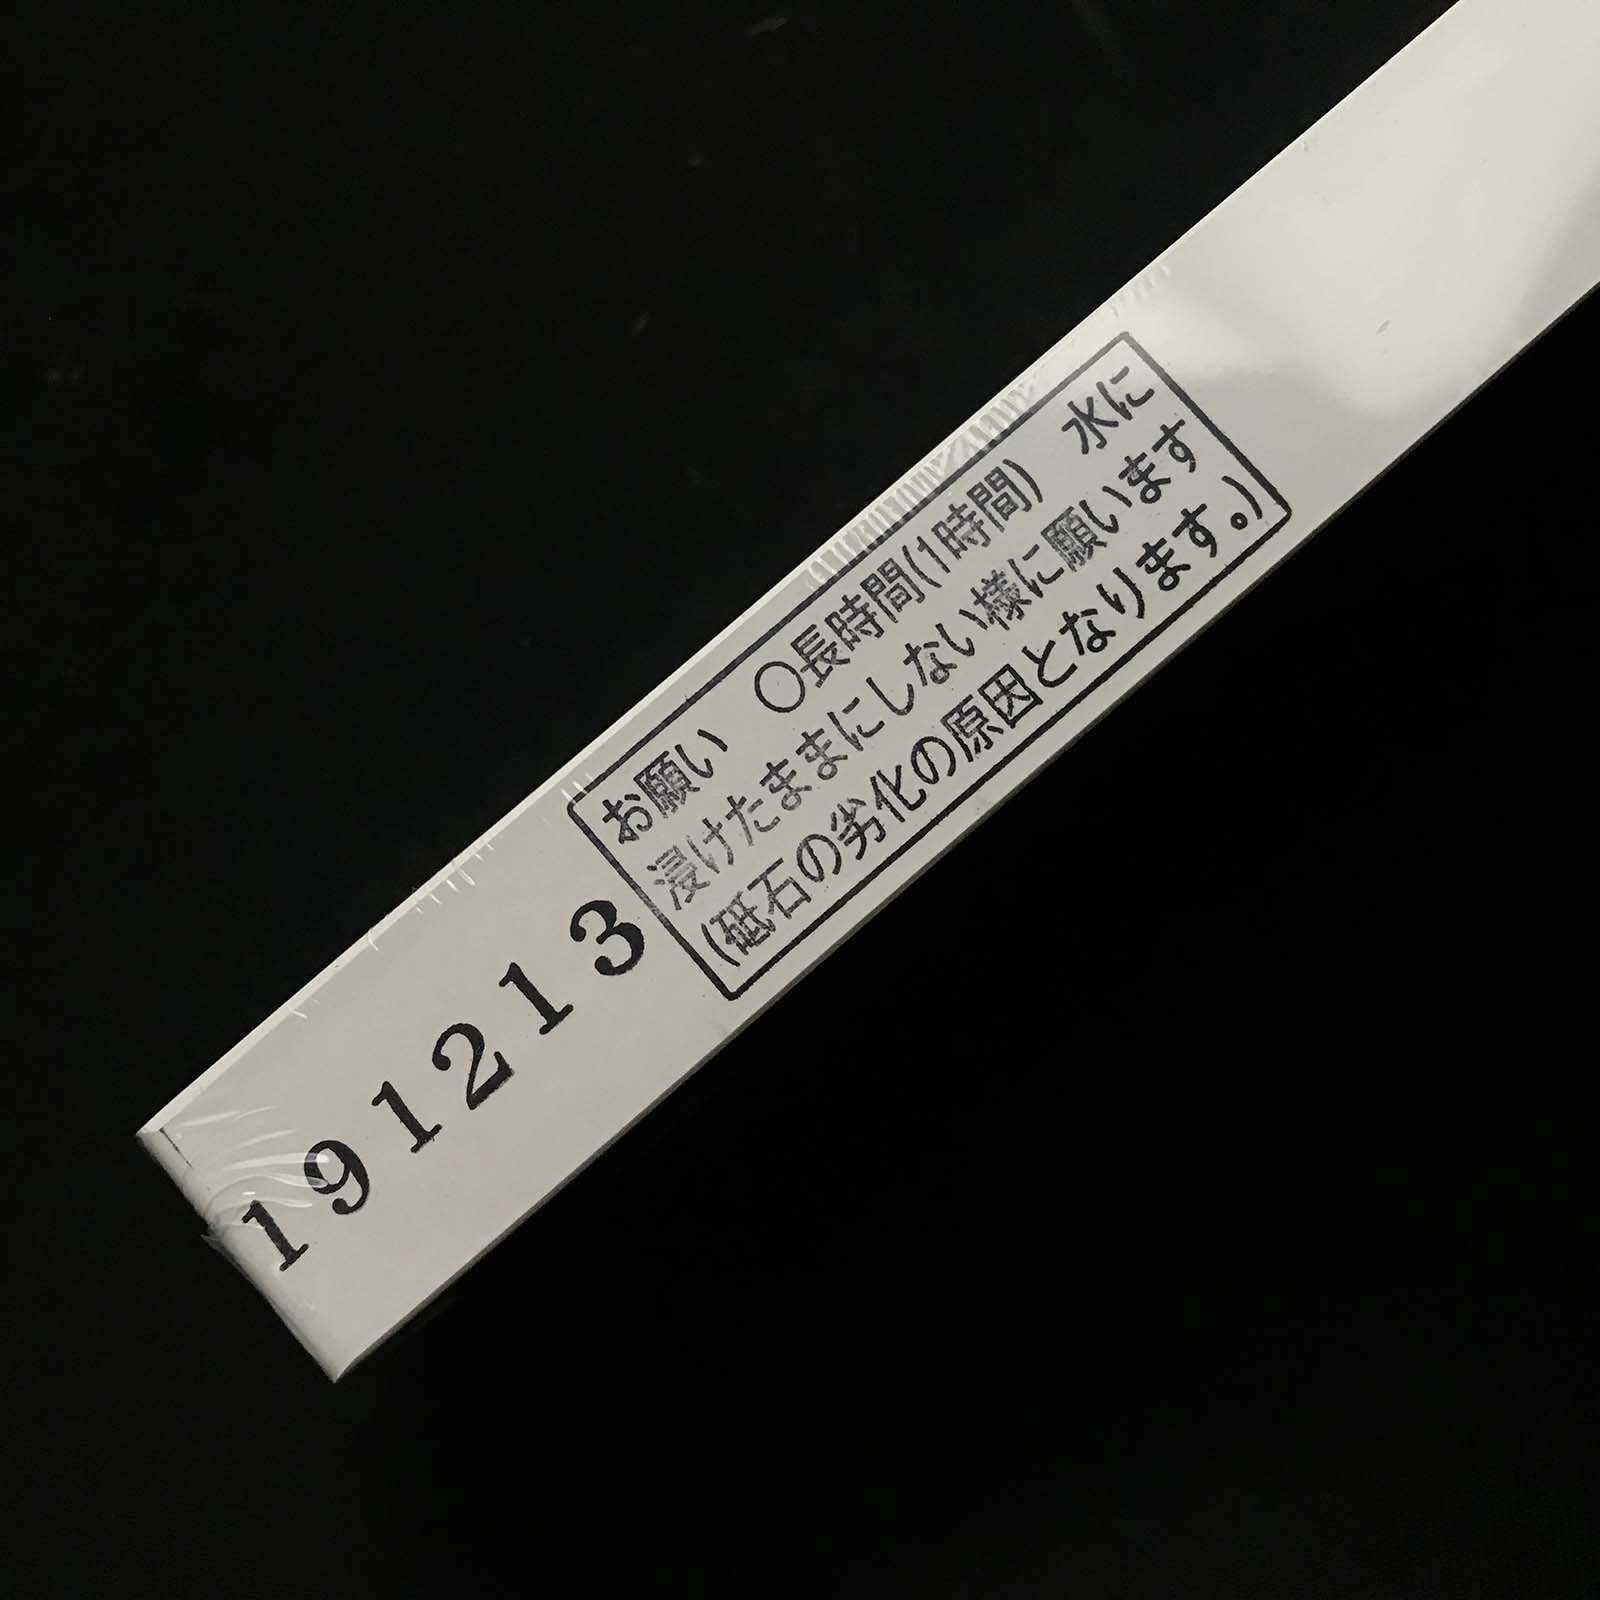 191213
お願い　〇長時間(1時間)　水に
浸けたままにしない様に願います
(砥石の劣化の原因となります。)